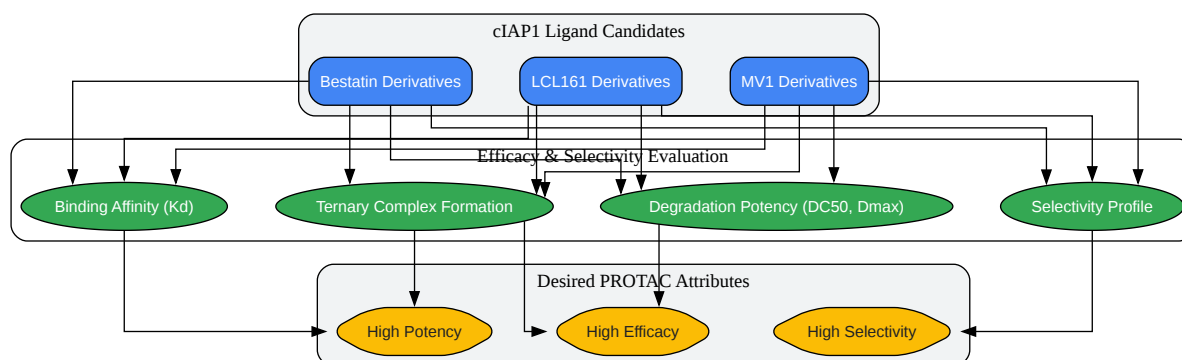 cIAP1 Ligand Candidates
Bestatin Derivatives
LCL161 Derivatives
MV1 Derivatives
Efficacy & Selectivity Evaluation
Binding Affinity (Kd)
Ternary Complex Formation
Degradation Potency (DC50, Dmax)
Selectivity Profile
Desired PROTAC Attributes
High Potency
High Efficacy
High Selectivity